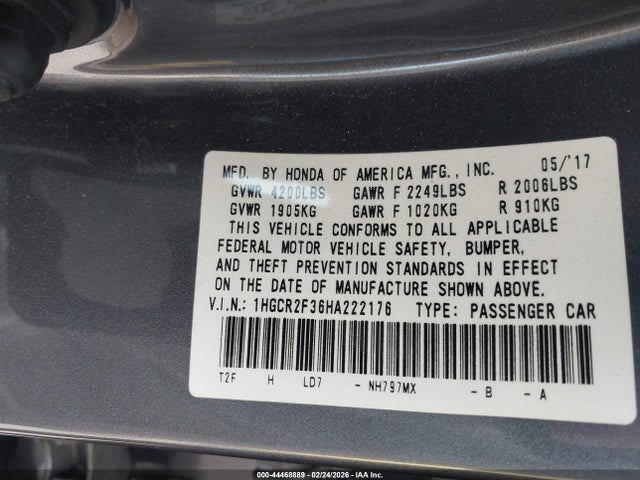 MFD. BY HONDA OF AMERICA MFG., INC. 05/'17
GVWR 4200LBS GAWR F 2249LBS R 2006LBS
GVWR 1905KG GAWR F 1020KG R 910KG
THIS VEHICLE CONFORMS TO ALL APPLICABLE
FEDERAL MOTOR VEHICLE SAFETY, BUMPER,
AND THEFT PREVENTION STANDARDS IN EFFECT
ON THE DATE OF MANUFACTURE SHOWN ABOVE.
V.I.N.: 1HGCR2F36HA222176 TYPE: PASSENGER CAR
T2F H LD7 - NH797MX - B - A
000-44468889 - 02/24/2026 - IAA Inc.